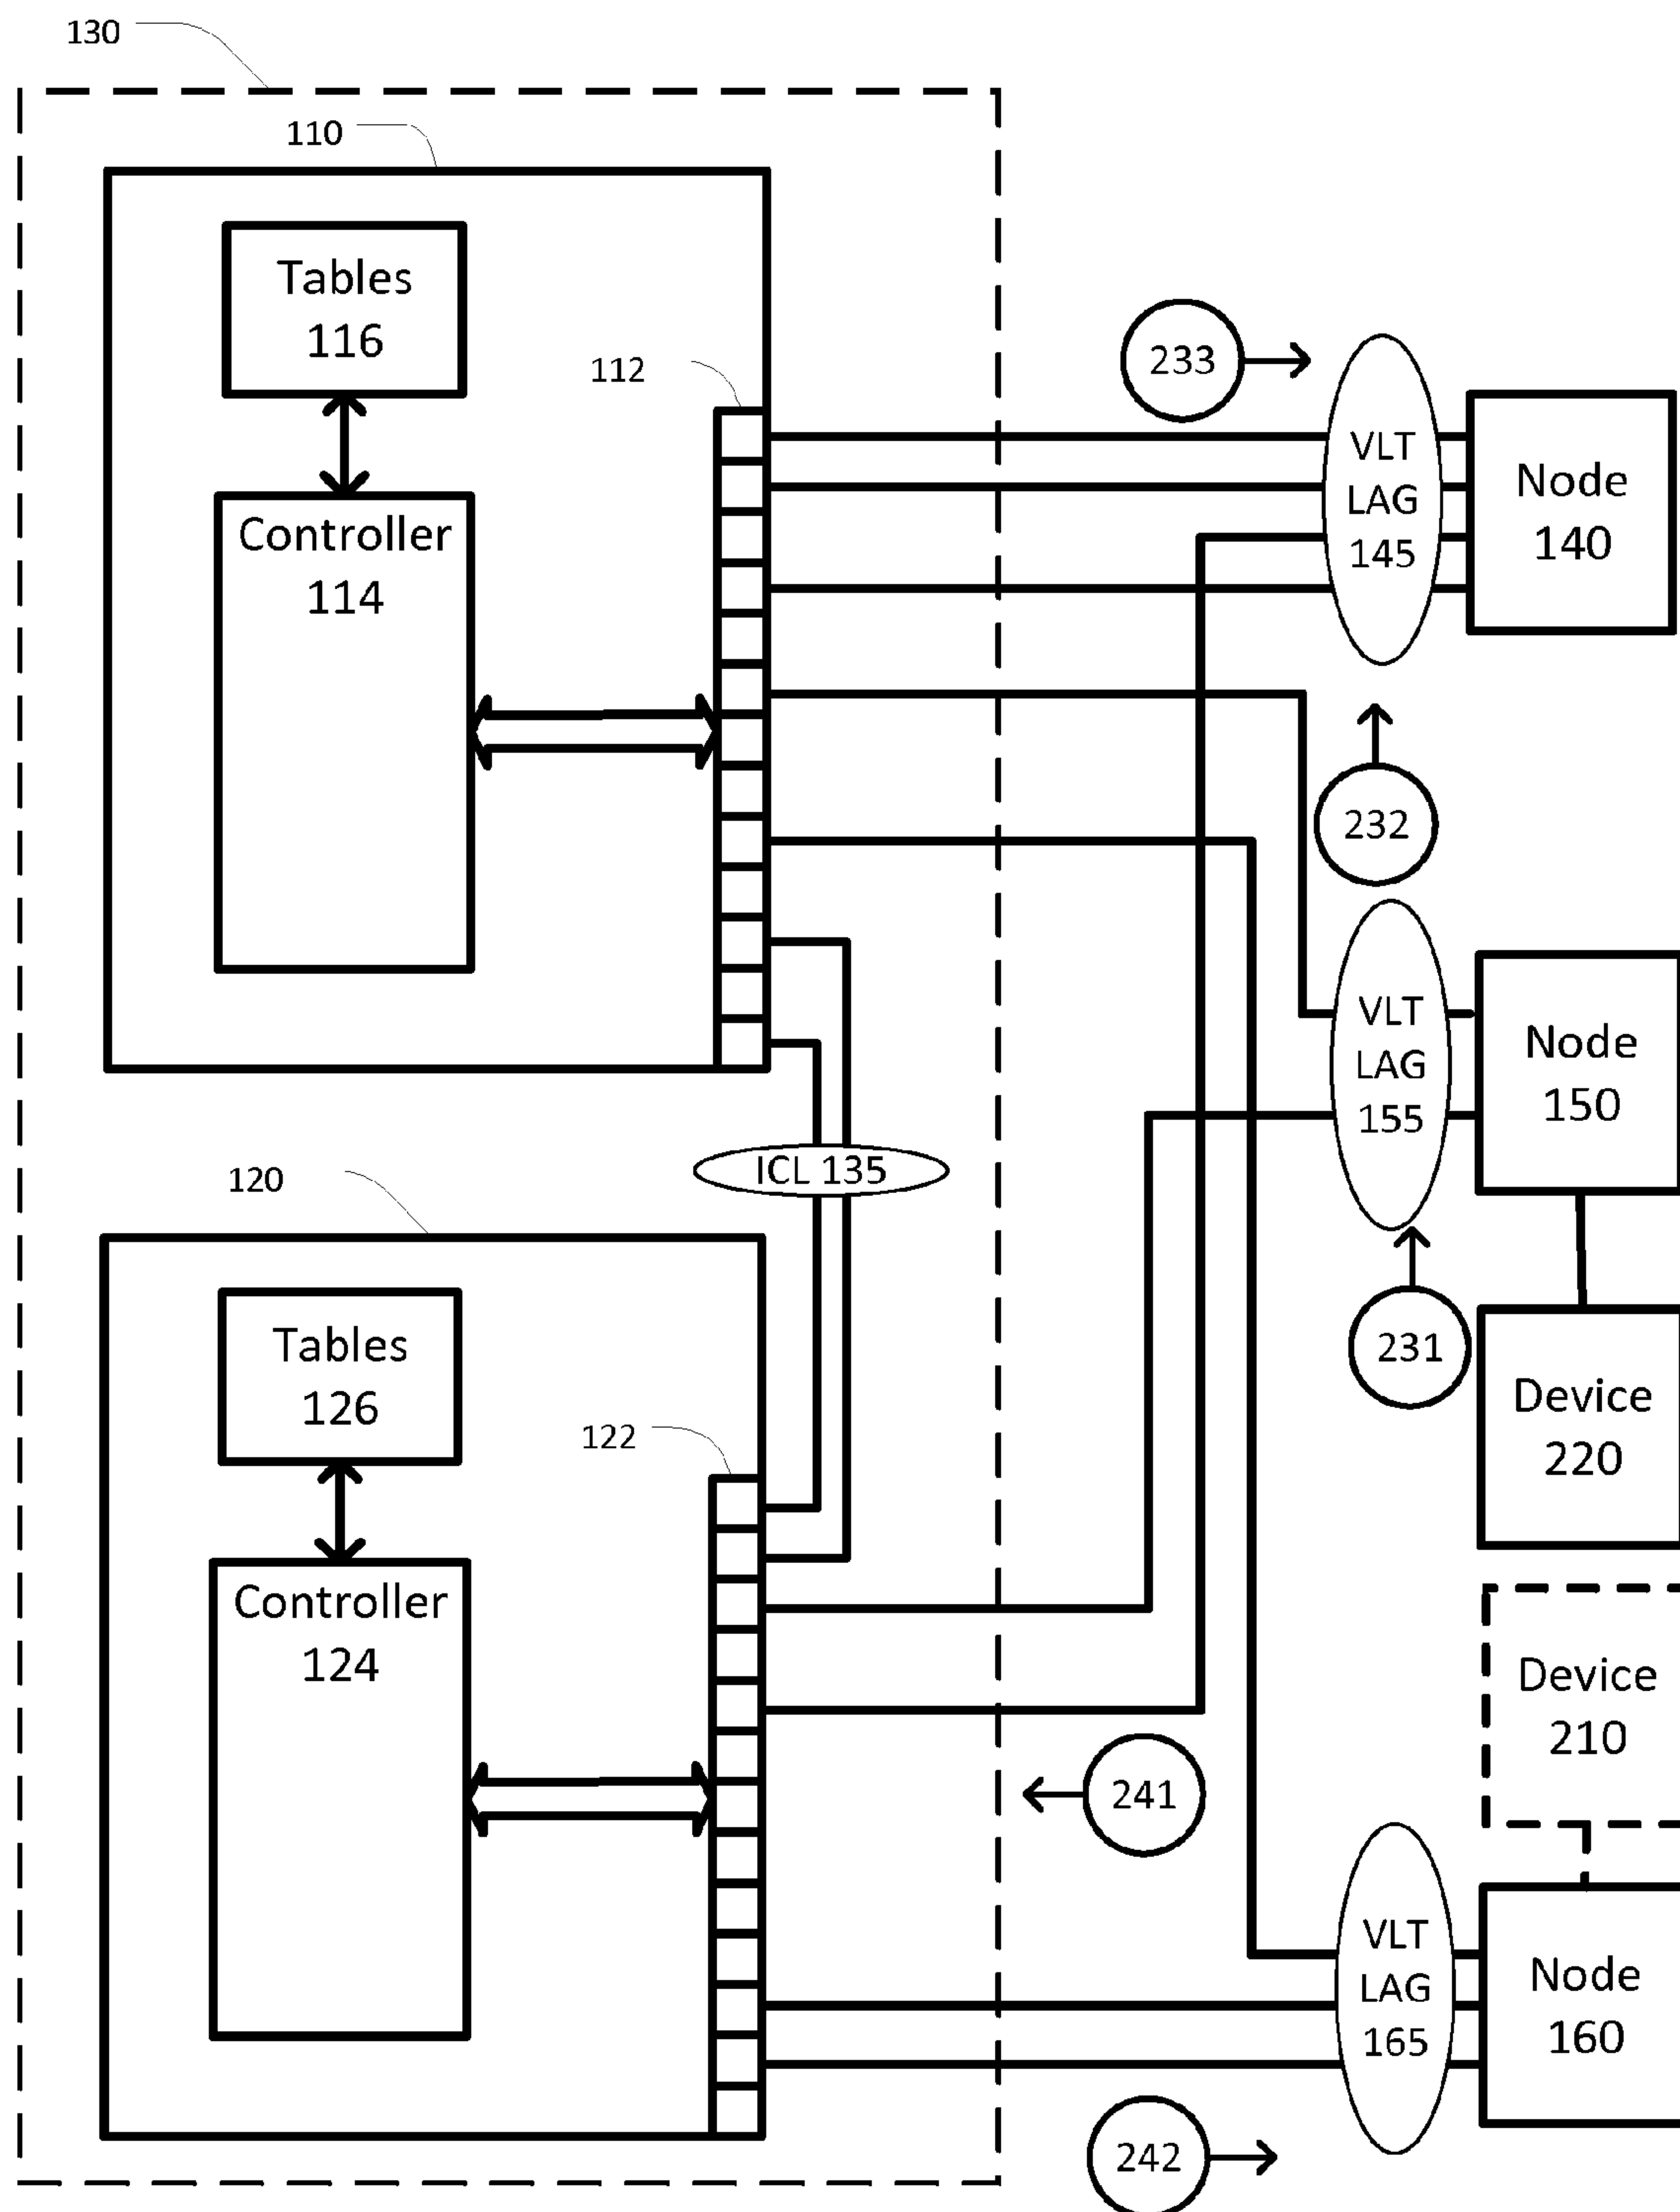 130
110
Tables
116
112
Controller
114
233
VLT
LAG
145
Node
140
232
VLT
LAG
155
Node
150
ICL 135
120
Tables
126
122
Controller
124
231
Device
220
Device
210
241
VLT
LAG
165
Node
160
242